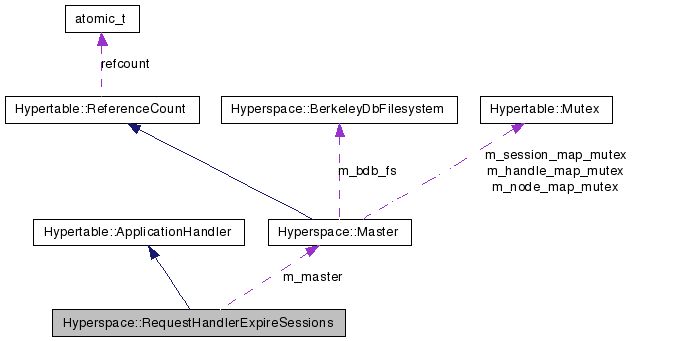 atomic_t
refcount
Hypertable::ReferenceCount
Hyperspace::BerkeleyDbFilesystem
Hypertable::Mutex
m_bdb_fs
m_session_map_mutex
m_handle_map_mutex
m_node_map_mutex
Hypertable::ApplicationHandler
Hyperspace::Master
m_master
Hyperspace::RequestHandlerExpireSessions